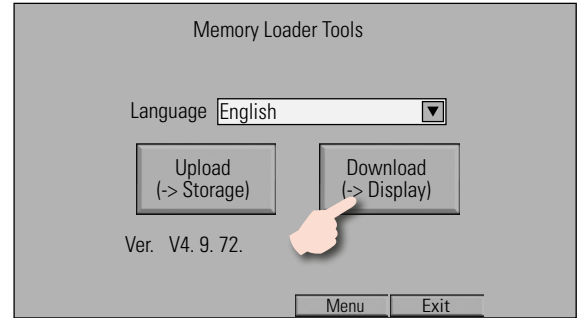 Memory Loader Tools
Language English
Upload
(-> Storage)
Download
(-> Display)
Ver. V4. 9. 72.
Menu Exit